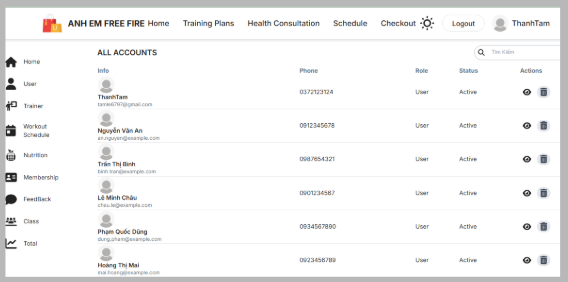 ANH EM FREE FIRE Home Training Plans Health Consultation Schedule Checkout Logout ThanhTam
ALL ACCOUNTS
Tìm Kiếm
Info Phone Role Status Actions
Home
User
Trainer
Workout
Schedule
Nutrition
Membership
FeedBack
Class
Total
ThanhTam
tamle6797@gmail.com
0372123124 User Active
Nguyễn Văn An
an.nguyen@example.com
0912345678 User Active
Trần Thị Bình
binh.tran@example.com
0987654321 User Active
Lê Minh Châu
chau.le@example.com
0901234567 User Active
Phạm Quốc Dũng
dung.pham@example.com
0934567890 User Active
Hoàng Thị Mai
mai.hoang@example.com
0923456789 User Active